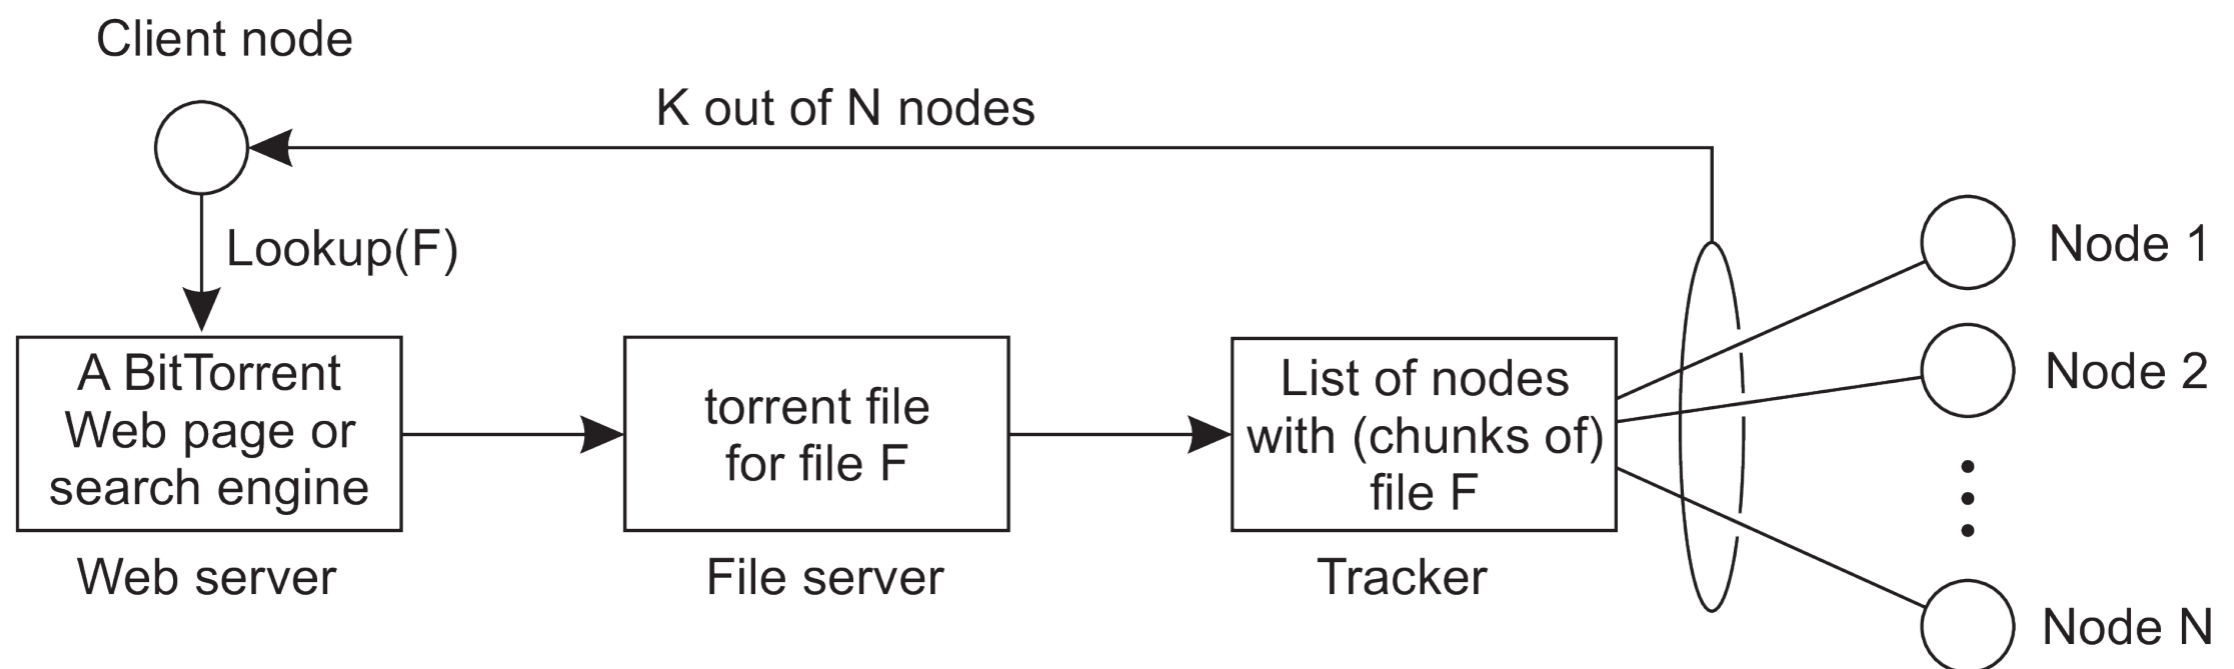 Client node
K out of N nodes
Lookup(F)
Node 1
A BitTorrent
Web page or
search engine
torrent file
for file F
List of nodes
with (chunks of)
file F
Node 2
Web server
File server
Tracker
Node N